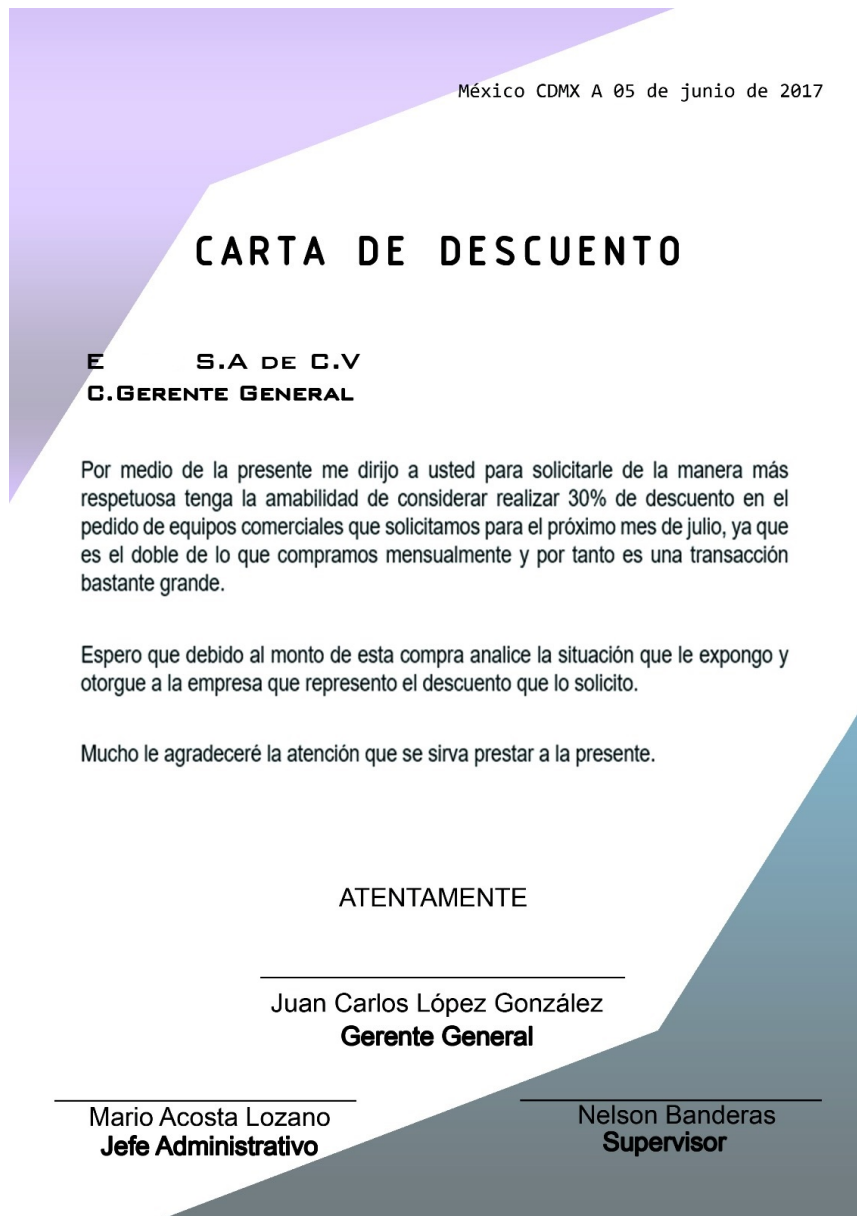 México CDMX A 05 de junio de 2017
CARTA DE DESCUENTO
E S.A DE C.V
C.GERENTE GENERAL
Por medio de la presente me dirijo a usted para solicitarle de la manera más
respetuosa tenga la amabilidad de considerar realizar 30% de descuento en el
pedido de equipos comerciales que solicitamos para el próximo mes de julio, ya que
es el doble de lo que compramos mensualmente y por tanto es una transacción
bastante grande.
Espero que debido al monto de esta compra analice la situación que le expongo y
otorgue a la empresa que represento el descuento que lo solicito.
Mucho le agradeceré la atención que se sirva prestar a la presente.
ATENTAMENTE
Juan Carlos López González
Gerente General
Mario Acosta Lozano
Jefe Administrativo
Nelson Banderas
Supervisor